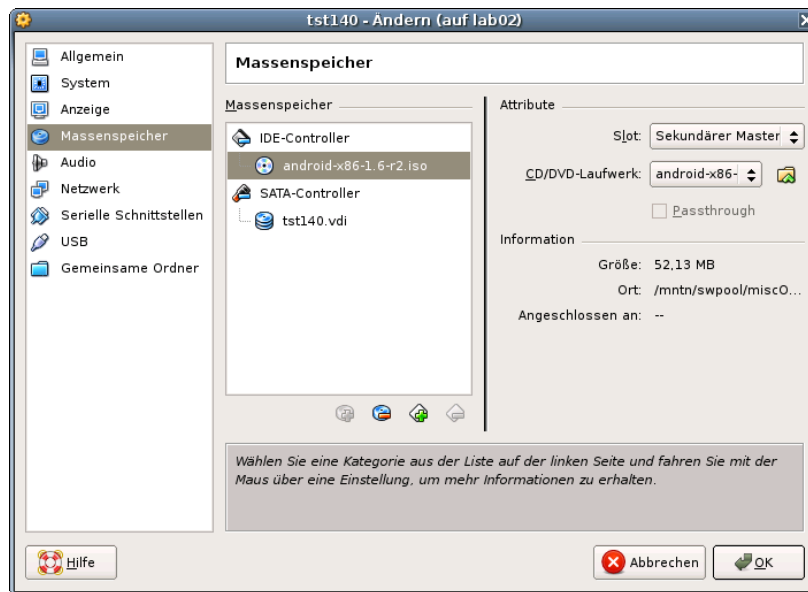 tst140 - Ändern (auf lab02)
Allgemein
System
Anzeige
Massenspeicher
Audio
Netzwerk
Serielle Schnittstellen
USB
Gemeinsame Ordner
Massenspeicher
Massenspeicher
IDE-Controller
android-x86-1.6-r2.iso
SATA-Controller
tst140.vdi
Attribute
Slot: Sekundärer Master
CD/DVD-Laufwerk: android-x86-
Passthrough
Information
Größe: 52,13 MB
Ort: /mntn/swpool/miscO...
Angeschlossen an: --
Wählen Sie eine Kategorie aus der Liste auf der linken Seite und fahren Sie mit der
Maus über eine Einstellung, um mehr Informationen zu erhalten.
Hilfe
Abbrechen
OK